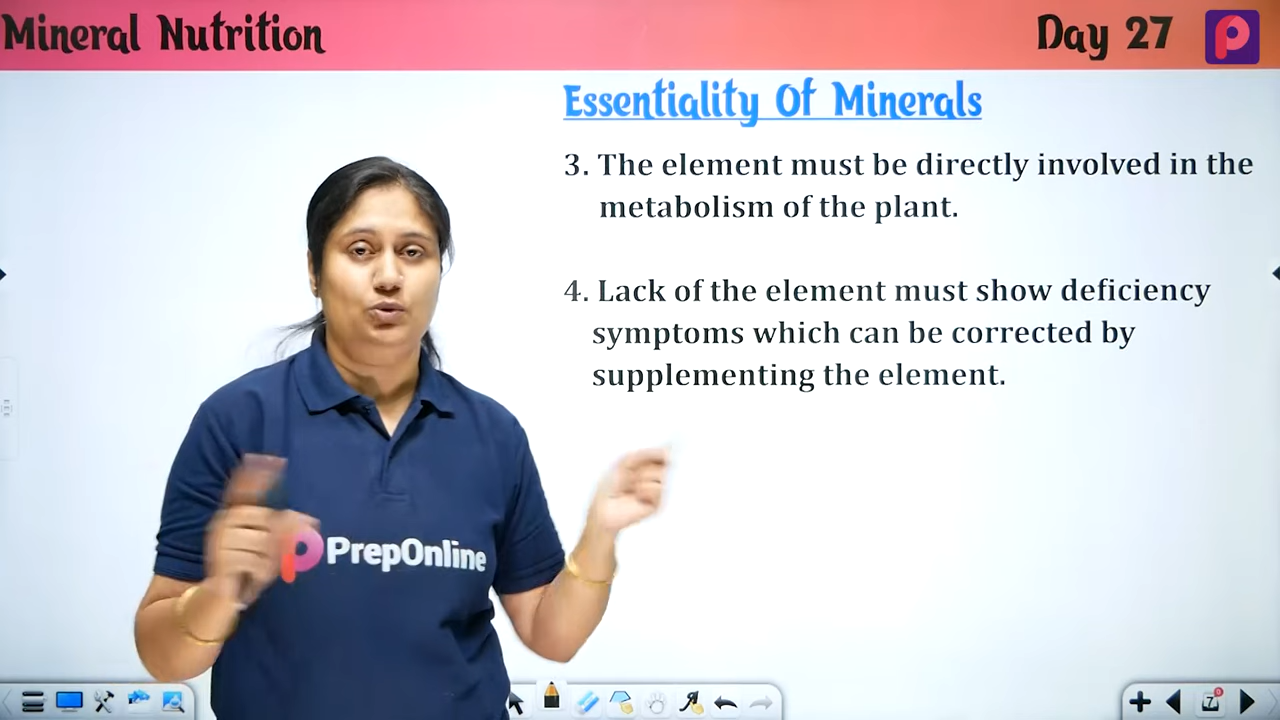 Mineral Nutrition
Day 27
Essentiality Of Minerals
3. The element must be directly involved in the
metabolism of the plant.
4. Lack of the element must show deficiency
symptoms which can be corrected by
supplementing the element.
PrepOnline